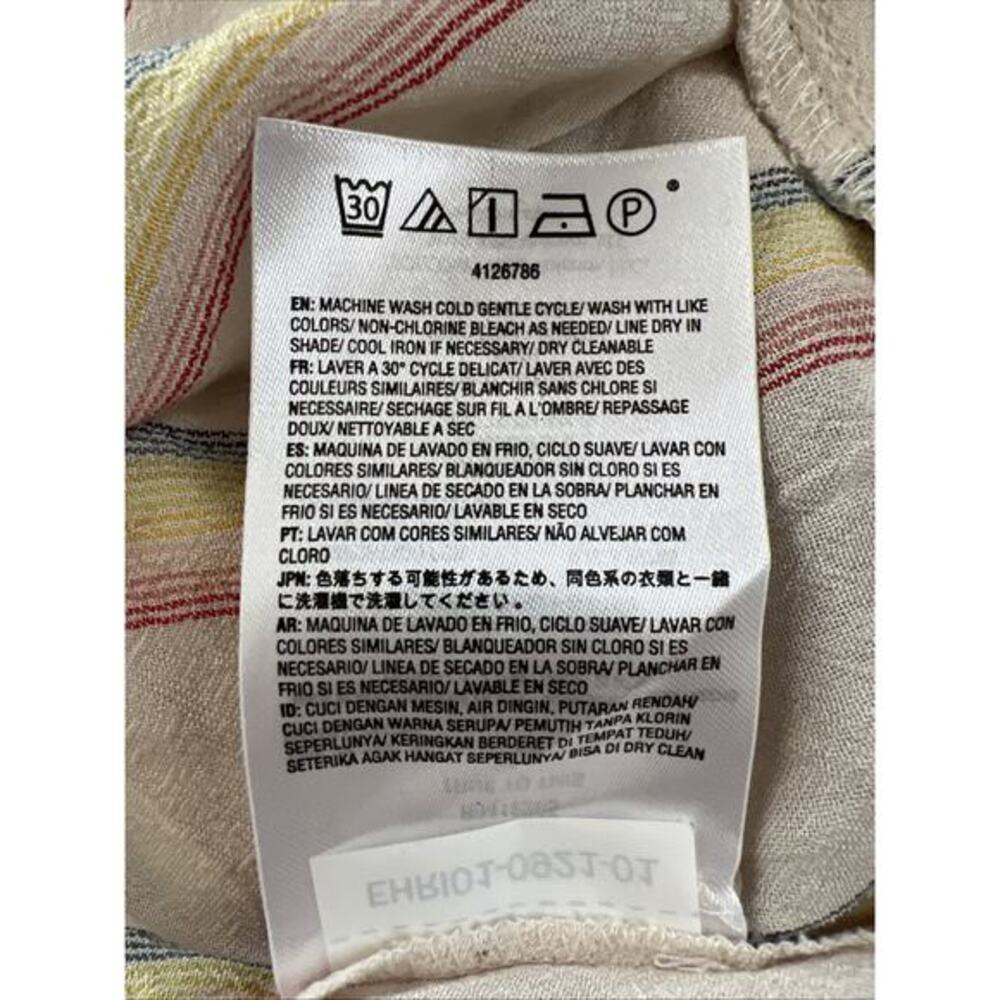 30 P
4126786
EN: MACHINE WASH COLD GENTLE CYCLE/ WASH WITH LIKE
COLORS/ NON-CHLORINE BLEACH AS NEEDED/ LINE DRY IN
SHADE/ COOL IRON IF NECESSARY/ DRY CLEANABLE
FR: LAVER A 30° CYCLE DELICAT/ LAVER AVEC DES
COULEURS SIMILAIRES/ BLANCHIR SANS CHLORE SI
NECESSAIRE/ SECHAGE SUR FIL A L'OMBRE/ REPASSAGE
DOUX/ NETTOYABLE A SEC
ES: MAQUINA DE LAVADO EN FRIO, CICLO SUAVE/ LAVAR CON
COLORES SIMILARES/ BLANQUEADOR SIN CLORO SI ES
NECESARIO/ LINEA DE SECADO EN LA SOBRA/ PLANCHAR EN
FRIO SI ES NECESARIO/ LAVABLE EN SECO
PT: LAVAR COM CORES SIMILARES/ NÃO ALVEJAR COM
CLORO
JPN: 色落ちする可能性があるため、同色系の衣類と一緒
に洗濯機で洗濯してください。
AR: MAQUINA DE LAVADO EN FRIO, CICLO SUAVE/ LAVAR CON
COLORES SIMILARES/ BLANQUEADOR SIN CLORO SI ES
NECESARIO/ LINEA DE SECADO EN LA SOBRA/ PLANCHAR EN
FRIO SI ES NECESARIO/ LAVABLE EN SECO
ID: CUCI DENGAN MESIN, AIR DINGIN, PUTARAN RENDAH/
CUCI DENGAN WARNA SERUPA/ PEMUTIH TANPA KLORIN
SEPERLUNYA/ KERINGKAN BERDERET DI TEMPAT TEDUH/
SETERIKA AGAK HANGAT SEPERLUNYA/ BISA DI DRY CLEAN
EHRI01-0921-01